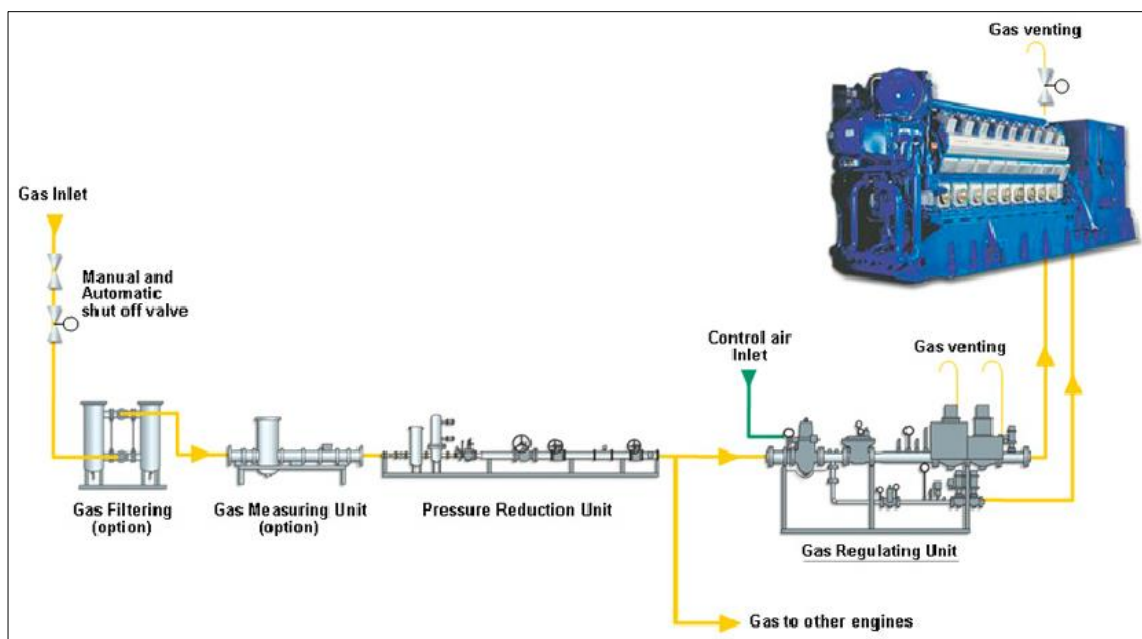 Gas venting
Gas Inlet
Manual and
Automatic
shut off valve
Control air
Inlet
Gas venting
Gas Filtering
(option)
Gas Measuring Unit
(option)
Pressure Reduction Unit
Gas Regulating Unit
Gas to other engines